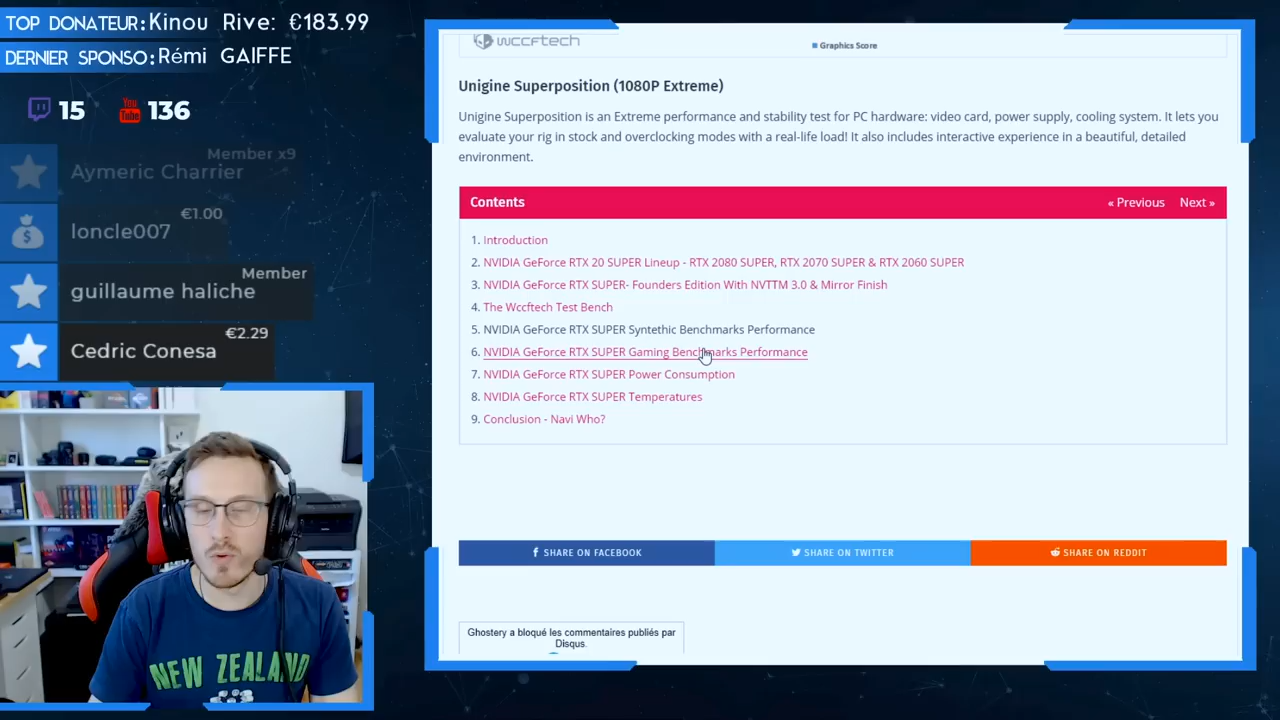 TOP DONATEUR: Kinou Rive: €183.99
DERNIER SPONSO: Rémi GAIFFE
15
You Tube 136
Member x9
Aymeric Charrier
€1.00
loncle007
Member
guillaume haliche
€2.29
Cedric Conesa
NEW ZEALAND
wccftech
Graphics Score
Unigine Superposition (1080P Extreme)
Unigine Superposition is an Extreme performance and stability test for PC hardware: video card, power supply, cooling system. It lets you
evaluate your rig in stock and overclocking modes with a real-life load! It also includes interactive experience in a beautiful, detailed
environment.
Contents
« Previous Next »
1. Introduction
2. NVIDIA GeForce RTX 20 SUPER Lineup - RTX 2080 SUPER, RTX 2070 SUPER & RTX 2060 SUPER
3. NVIDIA GeForce RTX SUPER- Founders Edition With NVTTM 3.0 & Mirror Finish
4. The Wccftech Test Bench
5. NVIDIA GeForce RTX SUPER Syntethic Benchmarks Performance
6. NVIDIA GeForce RTX SUPER Gaming Benchmarks Performance
7. NVIDIA GeForce RTX SUPER Power Consumption
8. NVIDIA GeForce RTX SUPER Temperatures
9. Conclusion - Navi Who?
SHARE ON FACEBOOK
SHARE ON TWITTER
SHARE ON REDDIT
Ghostery a bloqué les commentaires publiés par
Disqus.